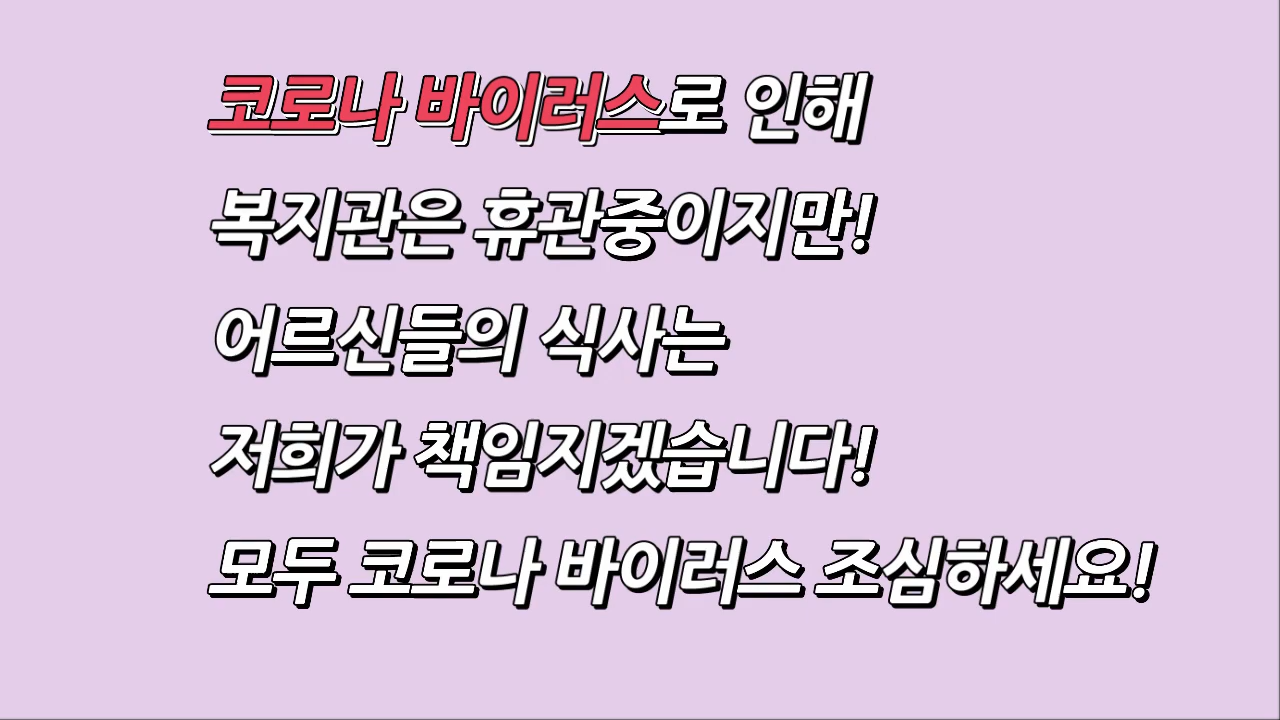 코로나 바이러스로 인해
복지관은 휴관중이지만!
어르신들의 식사는
저희가 책임지겠습니다!
모두 코로나 바이러스 조심하세요!